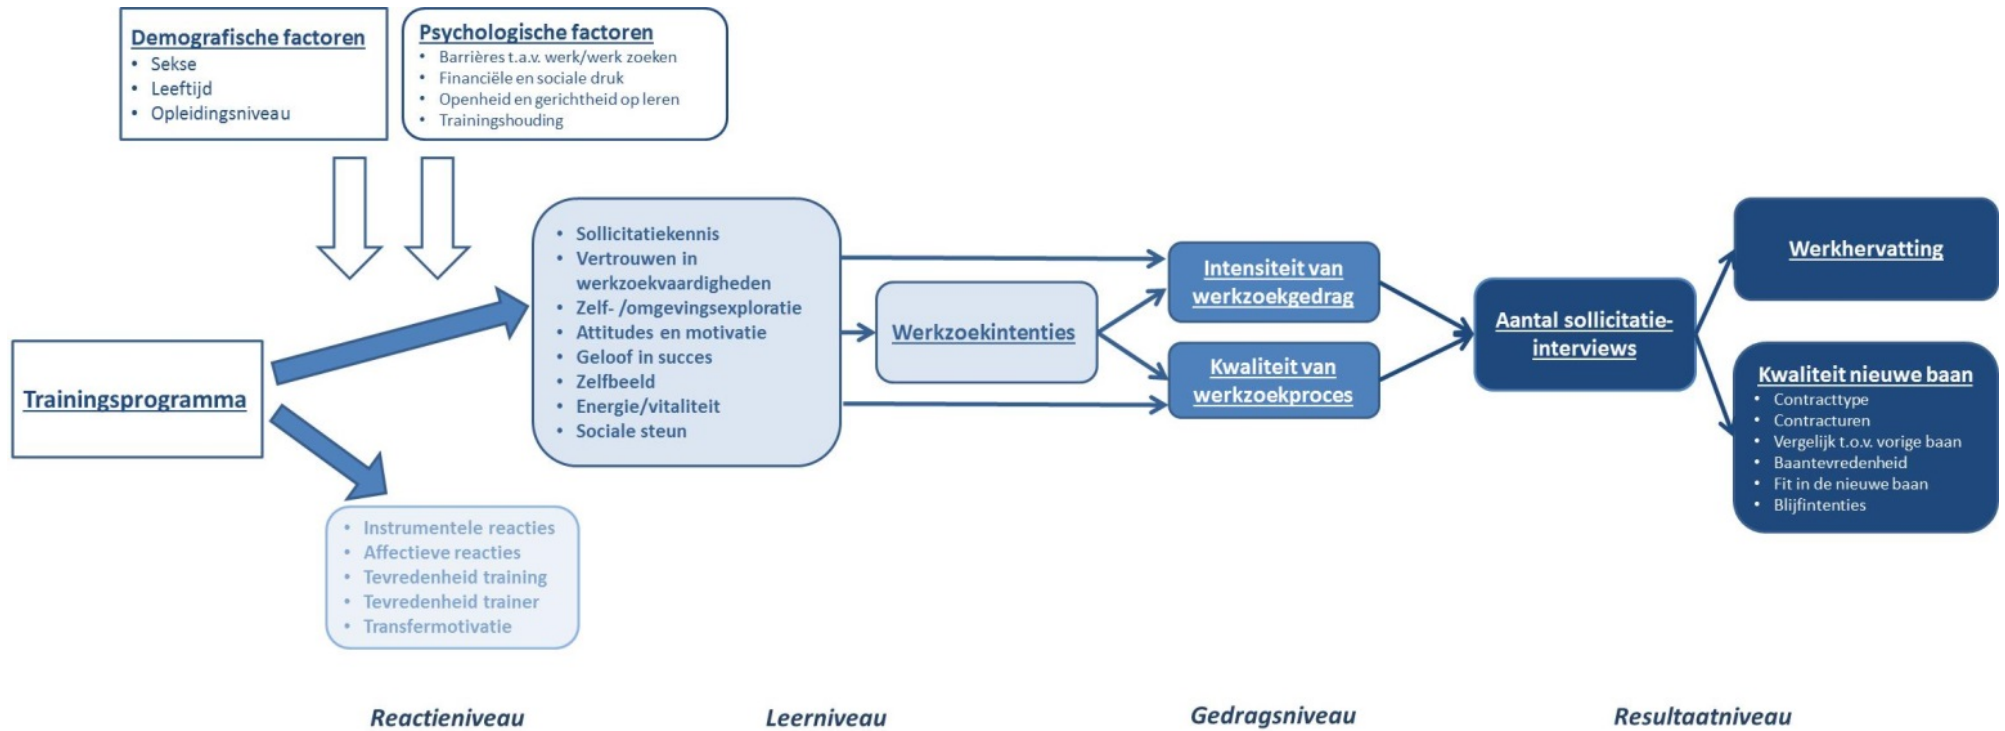 Demografische factoren
• Sekse
• Leeftijd
• Opleidingsniveau
Psychologische factoren
• Barrières t.a.v. werk/werk zoeken
• Financiële en sociale druk
• Openheid en gerichtheid op leren
• Trainingshouding
Trainingsprogramma
• Sollicitatiekennis
• Vertrouwen in
werkzoekvaardigheden
• Zelf- /omgevingsexploratie
• Attitudes en motivatie
• Geloof in succes
• Zelfbeeld
• Energie/vitaliteit
• Sociale steun
• Instrumentele reacties
• Affectieve reacties
• Tevredenheid training
• Tevredenheid trainer
• Transfermotivatie
Werkzoekintenties
Intensiteit van
werkzoekgedrag
Kwaliteit van
werkzoekproces
Aantal sollicitatie-
interviews
Werkhervatting
Kwaliteit nieuwe baan
• Contracttype
• Contracturen
• Vergelijk t.o.v. vorige baan
• Baantevredenheid
• Fit in de nieuwe baan
• Blijfintenties
Reactieniveau
Leerniveau
Gedragsniveau
Resultaatniveau